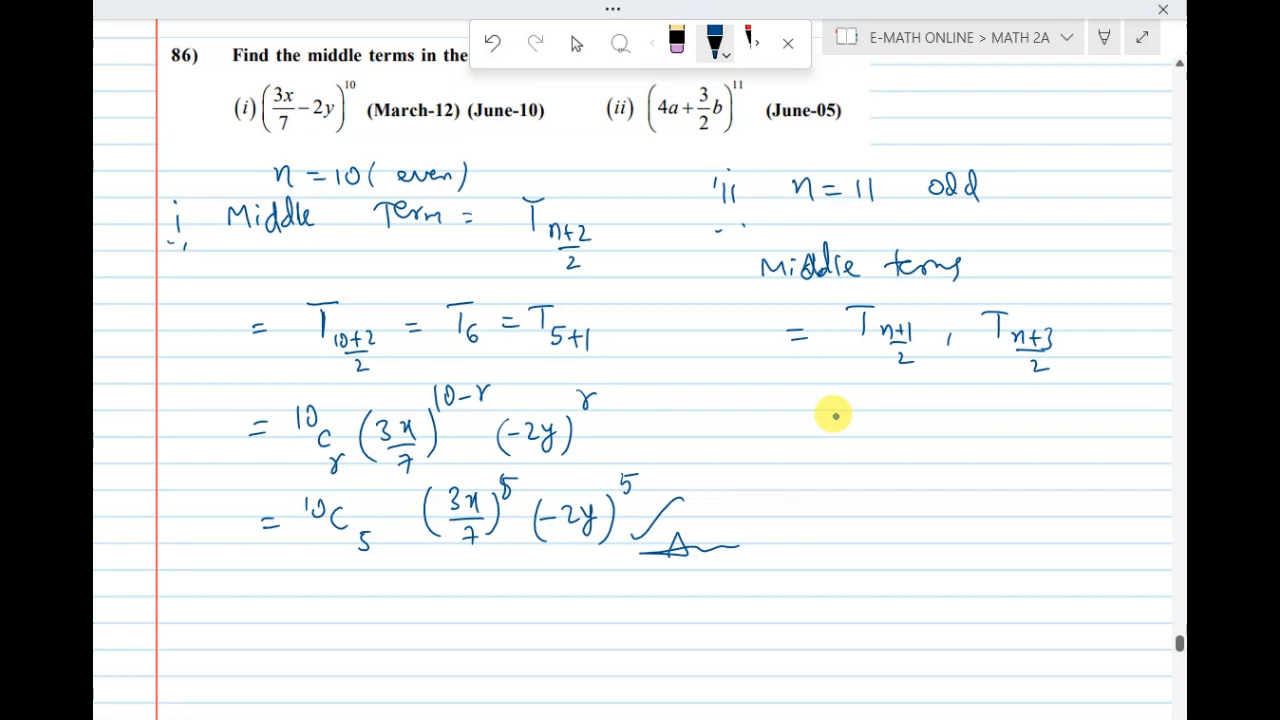 E-MATH ONLINE > MATH 2A
86) Find the middle terms in the
(i) (3x/7 − 2y)^10 (March-12) (June-10) (ii) (4a + 3/2 b)^11 (June-05)
n = 10 ( even)
i Middle Term = T_(n+2)/2
= T_(10+2)/2 = T_6 = T_5+1
= 10_C_r (3x/7)^10-r (-2y)^r
= 10_C_5 (3x/7)^5 (-2y)^5
ii n = 11 odd
Middle terms
= T_(n+1)/2 , T_(n+3)/2